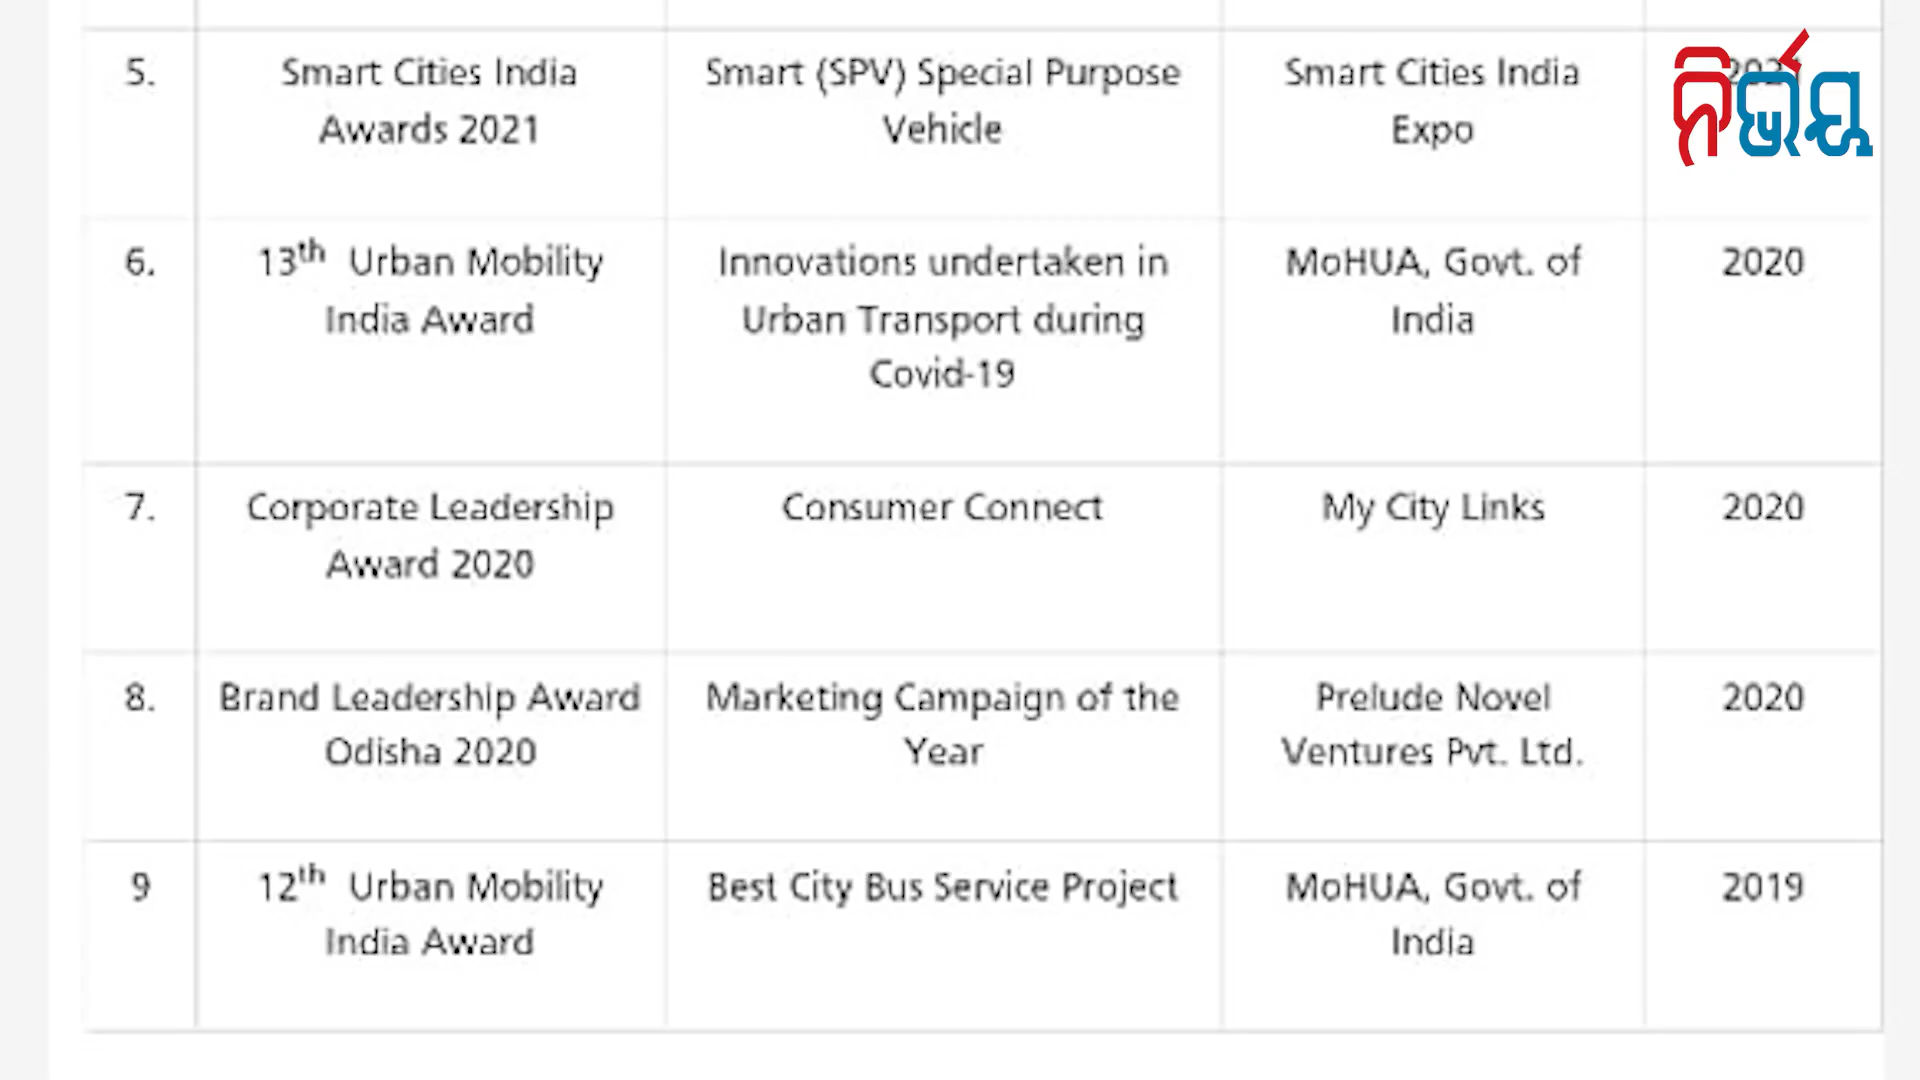 5.
Smart Cities India
Awards 2021
Smart (SPV) Special Purpose
Vehicle
Smart Cities India
Expo
2021
ନିର୍ଭୟ
6.
13th Urban Mobility
India Award
Innovations undertaken in
Urban Transport during
Covid-19
MoHUA, Govt. of
India
2020
7.
Corporate Leadership
Award 2020
Consumer Connect
My City Links
2020
8.
Brand Leadership Award
Odisha 2020
Marketing Campaign of the
Year
Prelude Novel
Ventures Pvt. Ltd.
2020
9
12th Urban Mobility
India Award
Best City Bus Service Project
MoHUA, Govt. of
India
2019